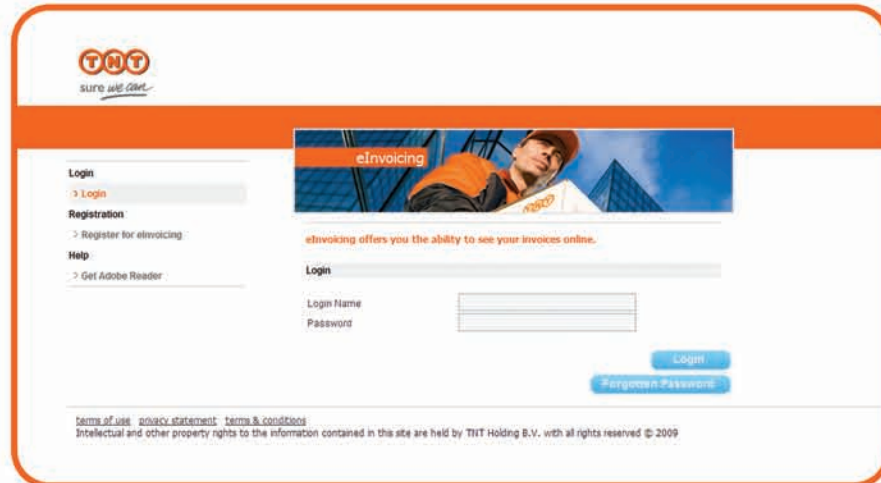 TNT
sure we can
eInvoicing
TNT
Login
> Login
Registration
> Register for eInvoicing
Help
> Get Adobe Reader
eInvoicing offers you the ability to see your invoices online.
Login
Login Name
Password
Login
Forgotten Password
terms of use privacy statement terms & conditions
Intellectual and other property rights to the information contained in this site are held by TNT Holding B.V. with all rights reserved © 2009